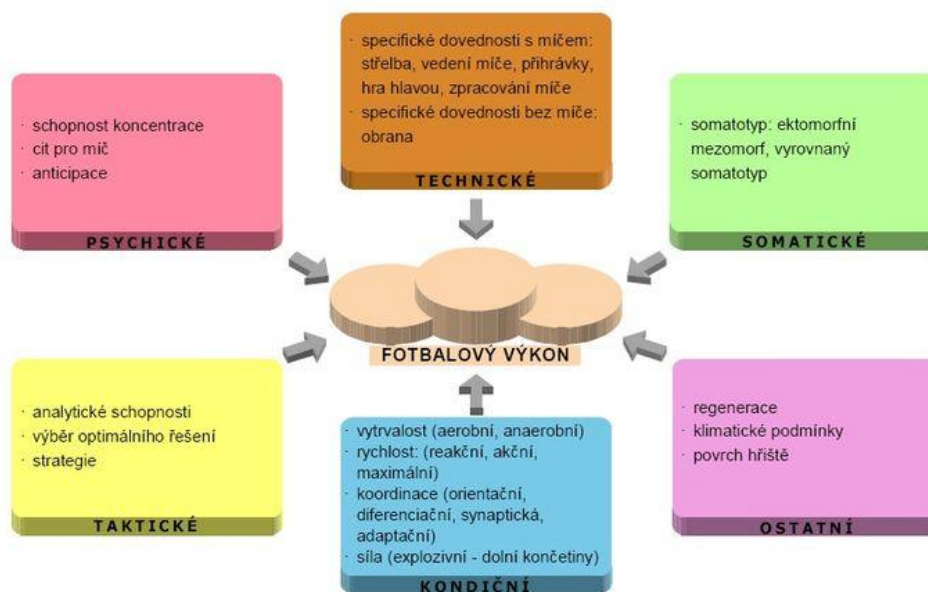 · specifické dovednosti s míčem:
střelba, vedení míče, přihrávky,
hra hlavou, zpracování míče
· specifické dovednosti bez míče:
obrana
TECHNICKÉ
· schopnost koncentrace
· cit pro míč
· anticipace
PSYCHICKÉ
· somatotyp: ektomorfní
mezomorf, vyrovnaný
somatotyp
SOMATICKÉ
FOTBALOVÝ VÝKON
· analytické schopnosti
· výběr optimálního řešení
· strategie
TAKTICKÉ
· vytrvalost (aerobní, anaerobní)
· rychlost: (reakční, akční,
maximální)
· koordinace (orientační,
diferenciační, synaptická,
adaptační)
· síla (explozivní - dolní končetiny)
KONDIČNÍ
· regenerace
· klimatické podmínky
· povrch hřiště
OSTATNÍ